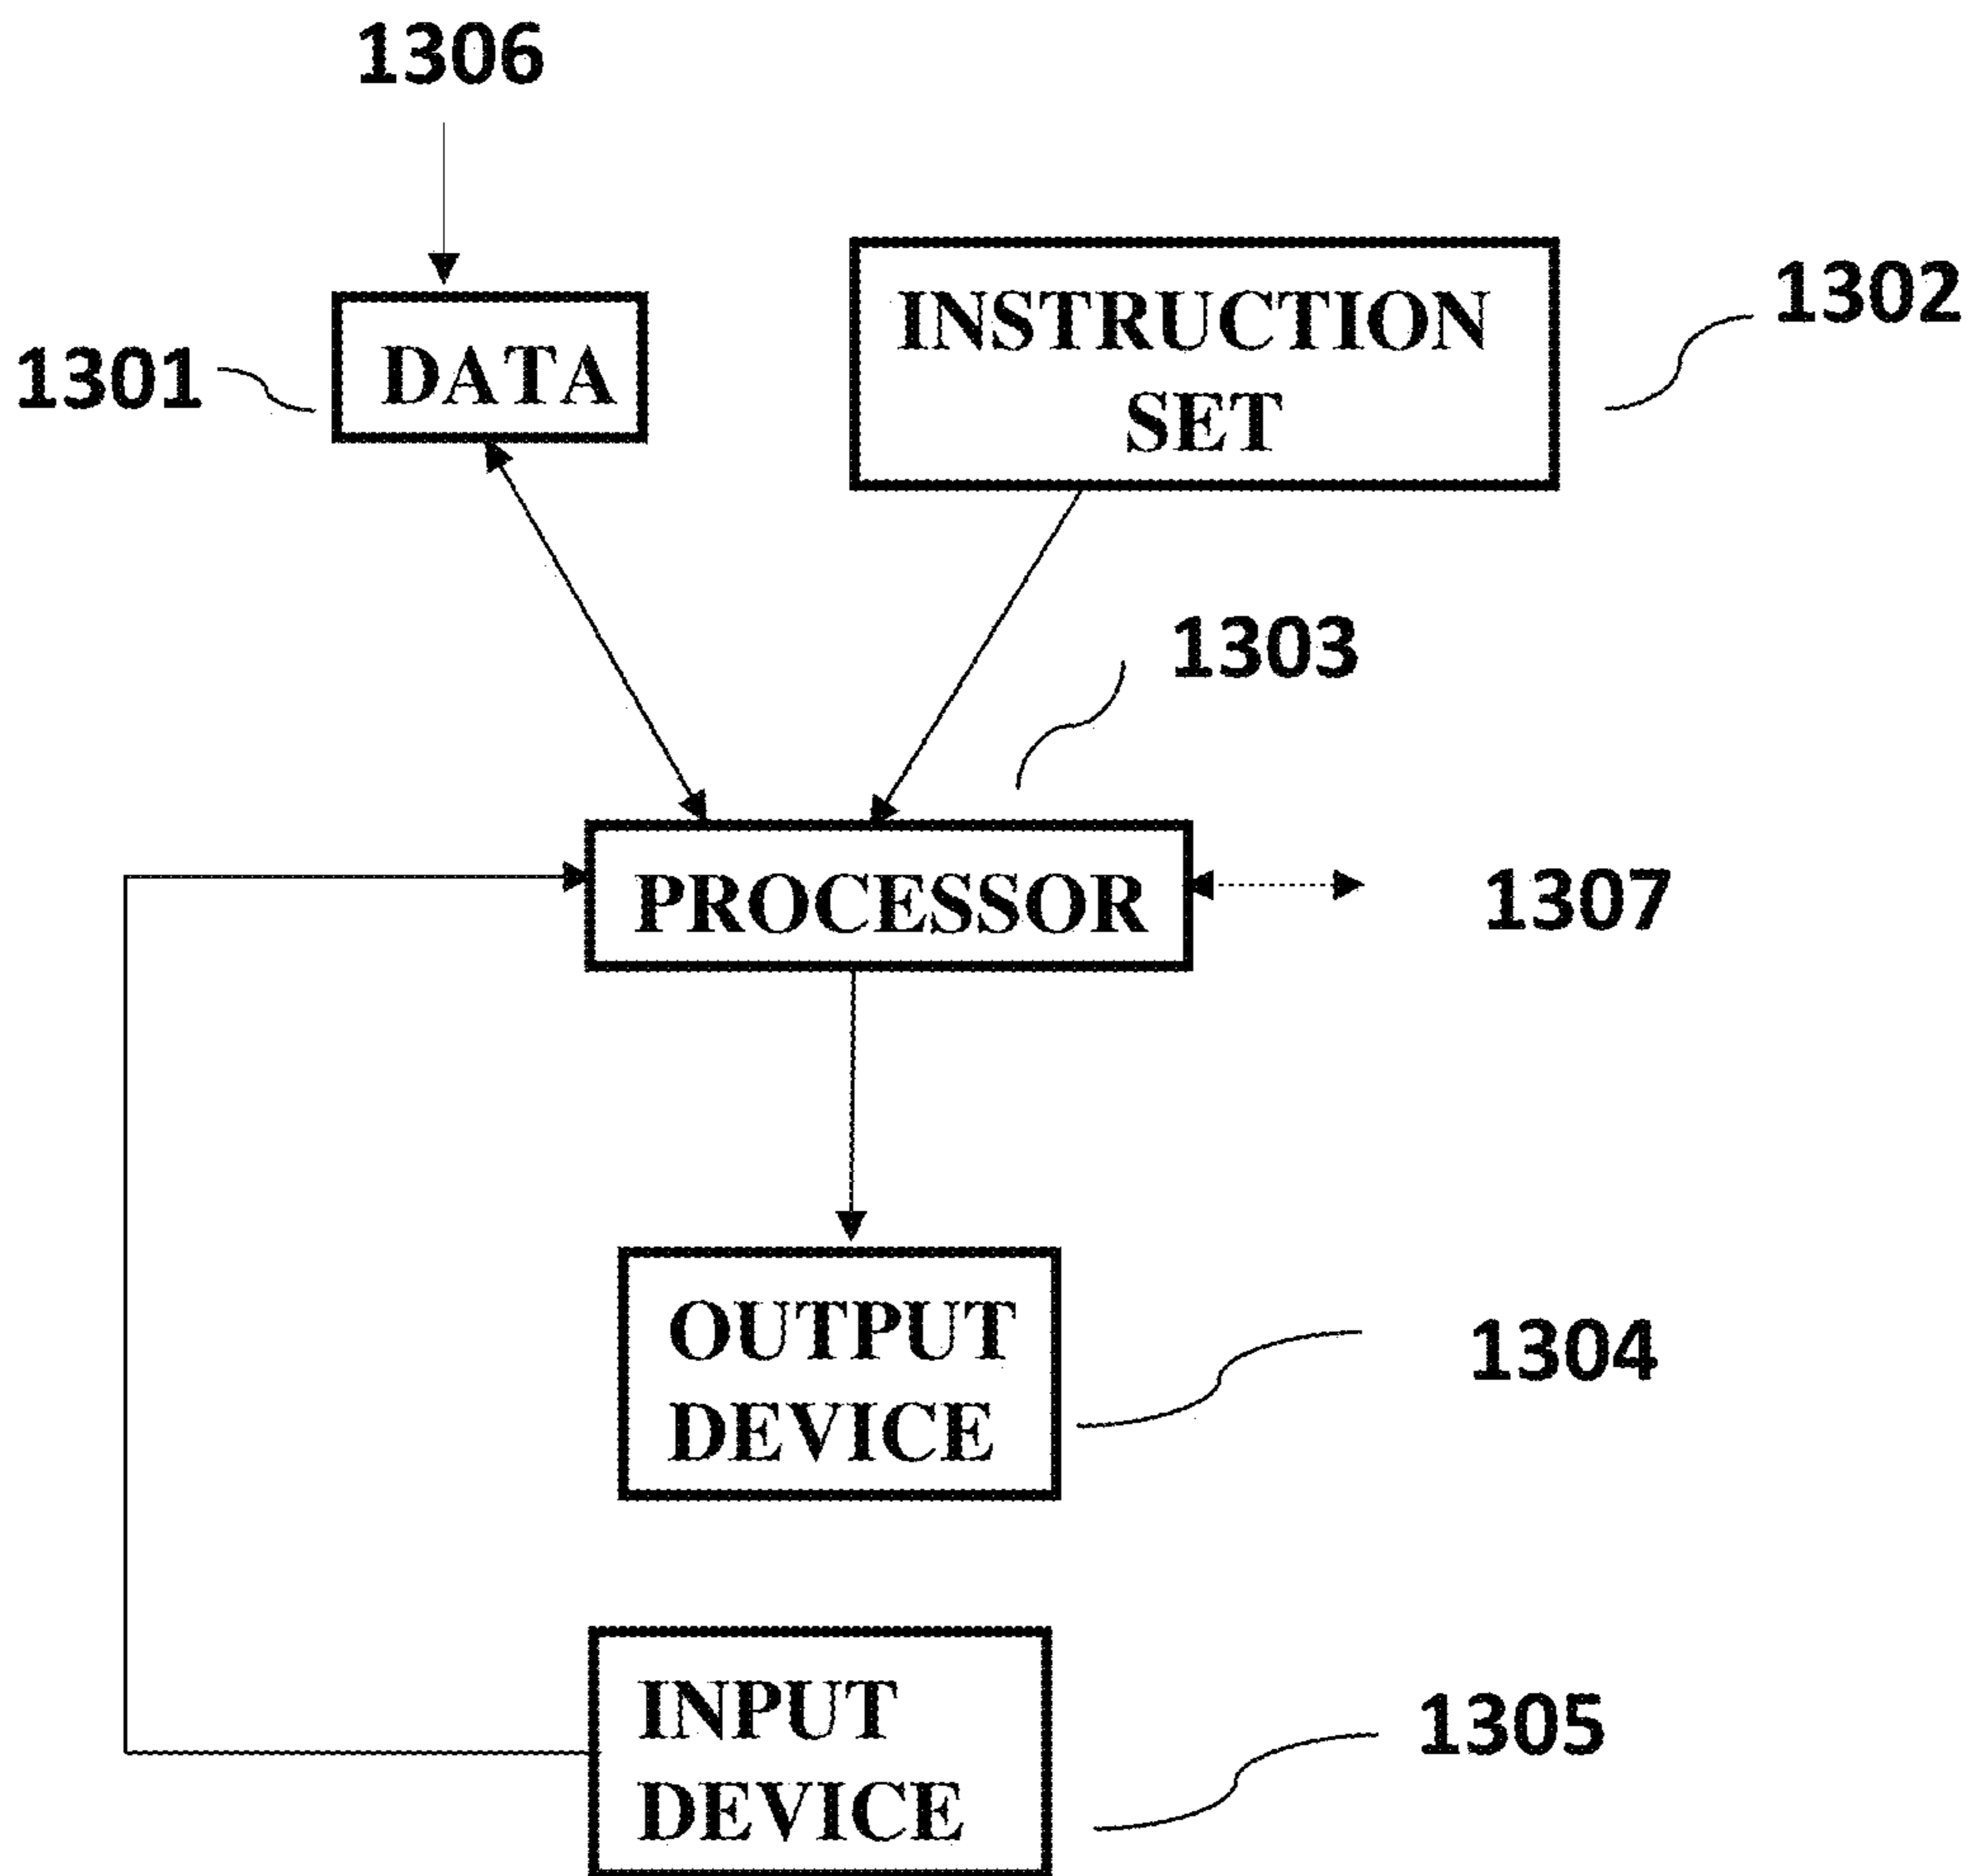 1306
1302
INSTRUCTION
SET
1301
DATA
1303
PROCESSOR
1307
OUTPUT
DEVICE
1304
INPUT
DEVICE
1305